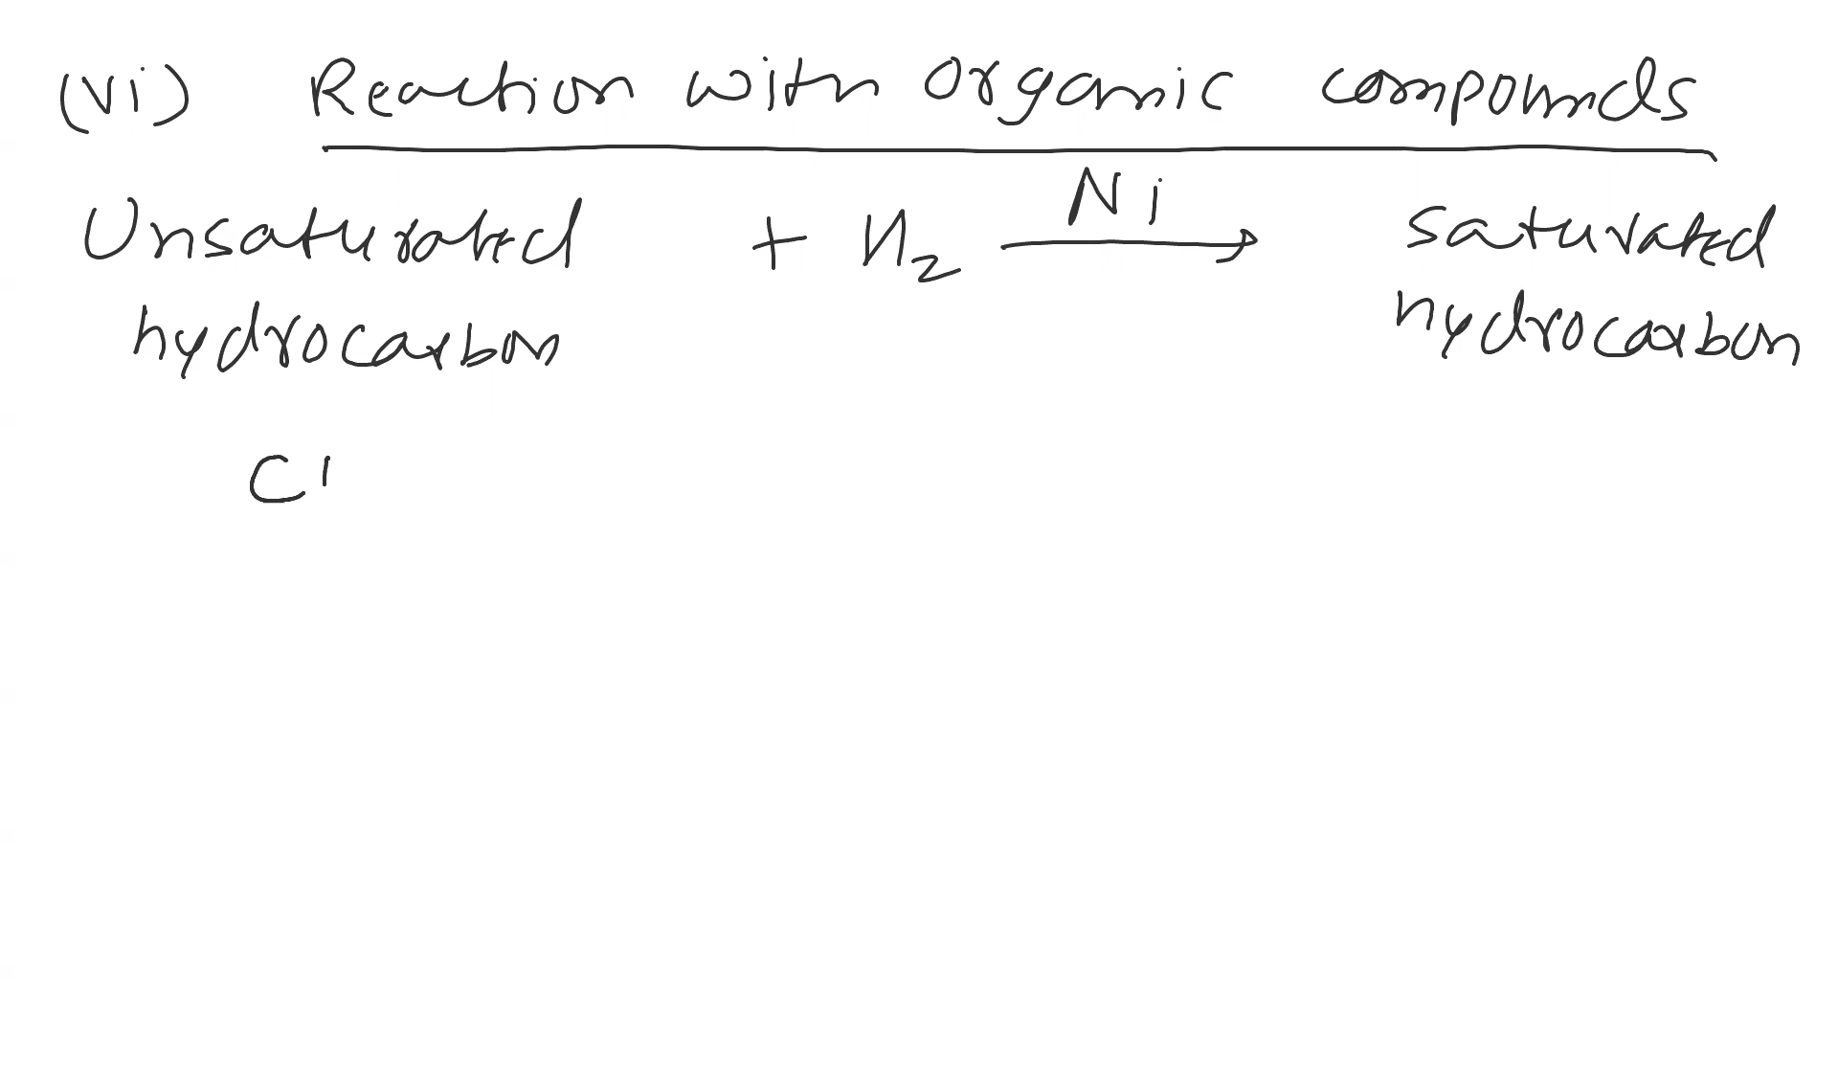 (vi) Reaction with organic compounds
Unsaturated hydrocarbon + H₂ —Ni→ saturated hydrocarbon
C